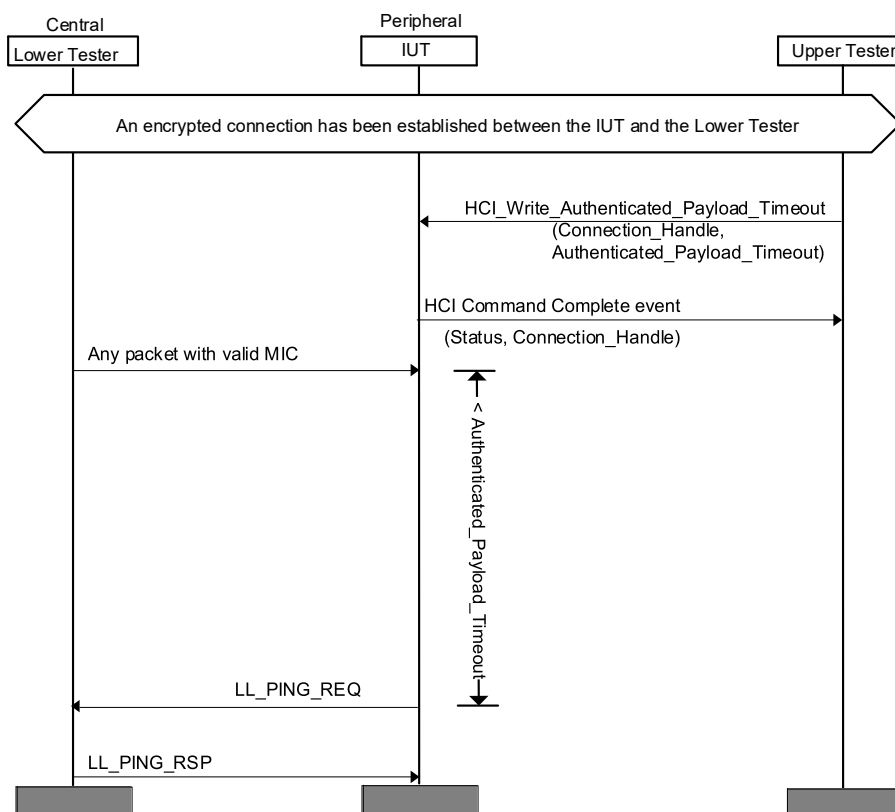 Central
Lower Tester
Peripheral
IUT
Upper Tester
An encrypted connection has been established between the IUT and the Lower Tester
HCI_Write_Authenticated_Payload_Timeout
(Connection_Handle,
Authenticated_Payload_Timeout)
HCI Command Complete event
(Status, Connection_Handle)
Any packet with valid MIC
< Authenticated_Payload_Timeout
LL_PING_REQ
LL_PING_RSP